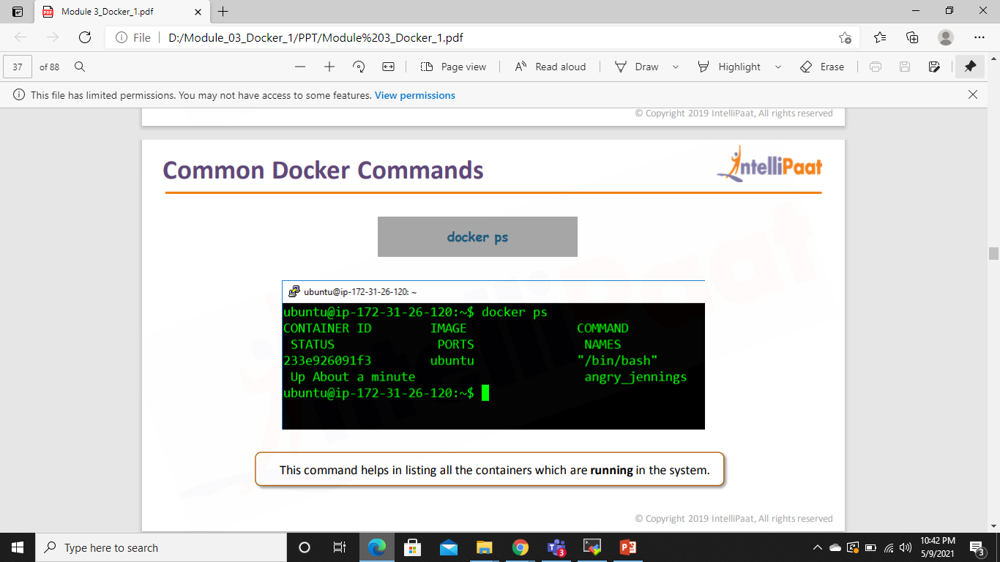 Module 3_Docker_1.pdf
File
D:/Module_03_Docker_1/PPT/Module%203_Docker_1.pdf
37 of 88
Page view
Read aloud
Draw
Highlight
Erase
This file has limited permissions. You may not have access to some features. View permissions
© Copyright 2019 IntelliPaat, All rights reserved
Common Docker Commands
IntelliPaat
docker ps
ubuntu@ip-172-31-26-120: ~
ubuntu@ip-172-31-26-120:~$ docker ps
CONTAINER ID IMAGE COMMAND
STATUS PORTS NAMES
233e926091f3 ubuntu "/bin/bash"
Up About a minute angry_jennings
ubuntu@ip-172-31-26-120:~$
This command helps in listing all the containers which are running in the system.
© Copyright 2019 IntelliPaat, All rights reserved
Type here to search
3
10:42 PM
5/9/2021
3